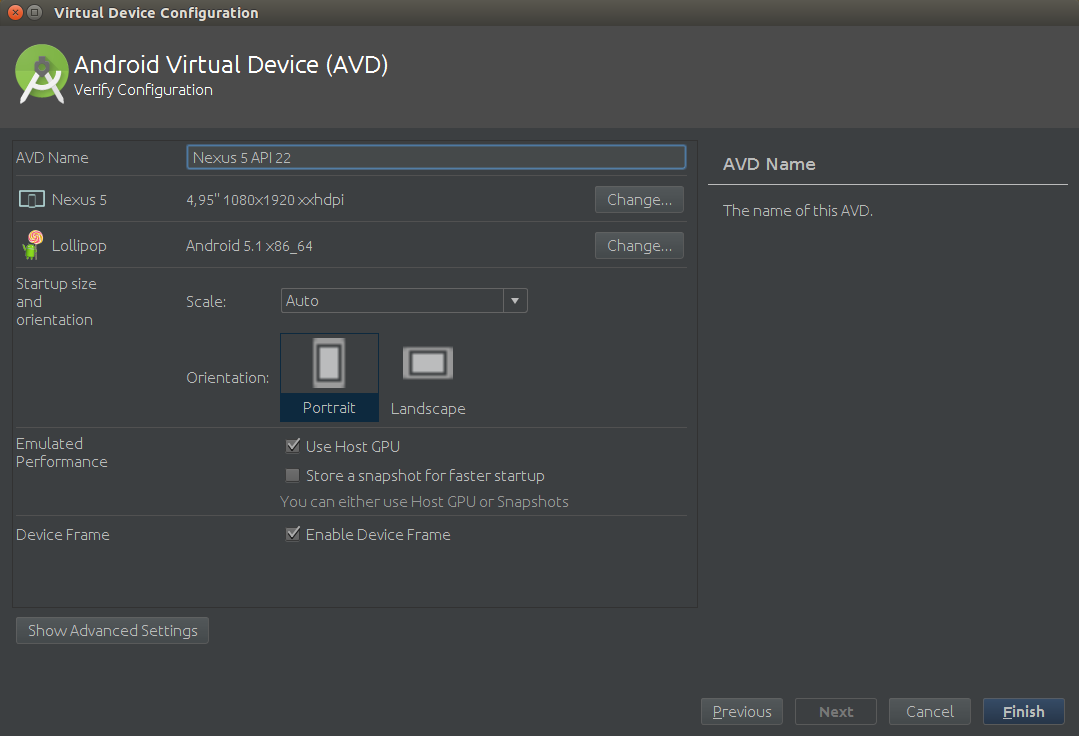 Virtual Device Configuration
Android Virtual Device (AVD)
Verify Configuration
AVD Name
Nexus 5 API 22
Nexus 5
4,95" 1080x1920 xxhdpi
Change...
Lollipop
Android 5.1 x86_64
Change...
Startup size
and
orientation
Scale:
Auto
Orientation:
Portrait
Landscape
Emulated
Performance
Use Host GPU
Store a snapshot for faster startup
You can either use Host GPU or Snapshots
Device Frame
Enable Device Frame
Show Advanced Settings
AVD Name
The name of this AVD.
Previous
Next
Cancel
Finish